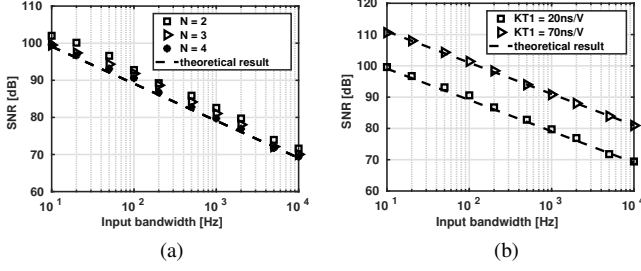 N = 2
N = 3
N = 4
theoretical result
SNR [dB]
110
100
90
80
70
60
10^1
10^2
10^3
10^4
Input bandwidth [Hz]
(a)
KT1 = 20ns/V
KT1 = 70ns/V
theoretical result
SNR [dB]
120
110
100
90
80
70
60
10^1
10^2
10^3
10^4
Input bandwidth [Hz]
(b)